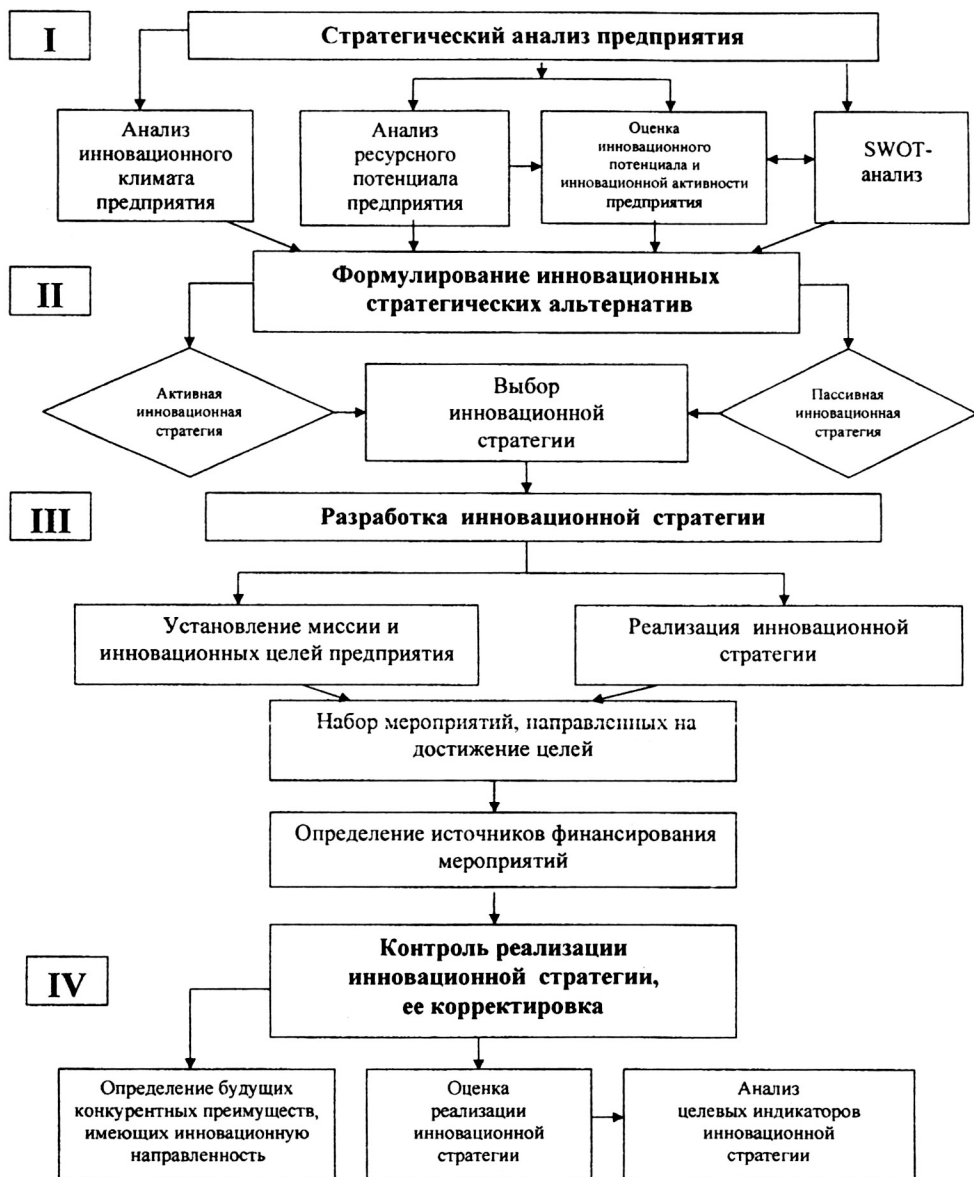 I
Стратегический анализ предприятия
Анализ
инновационного
климата
предприятия
Анализ
ресурсного
потенциала
предприятия
Оценка
инновационного
потенциала и
инновационной активности
предприятия
SWOT-
анализ
II
Формулирование инновационных
стратегических альтернатив
Активная
инновационная
стратегия
Выбор
инновационной
стратегии
Пассивная
инновационная
стратегия
III
Разработка инновационной стратегии
Установление миссии и
инновационных целей предприятия
Реализация инновационной
стратегии
Набор мероприятий, направленных на
достижение целей
Определение источников финансирования
мероприятий
IV
Контроль реализации
инновационной стратегии,
ее корректировка
Определение будущих
конкурентных преимуществ,
имеющих инновационную
направленность
Оценка
реализации
инновационной
стратегии
Анализ
целевых индикаторов
инновационной
стратегии